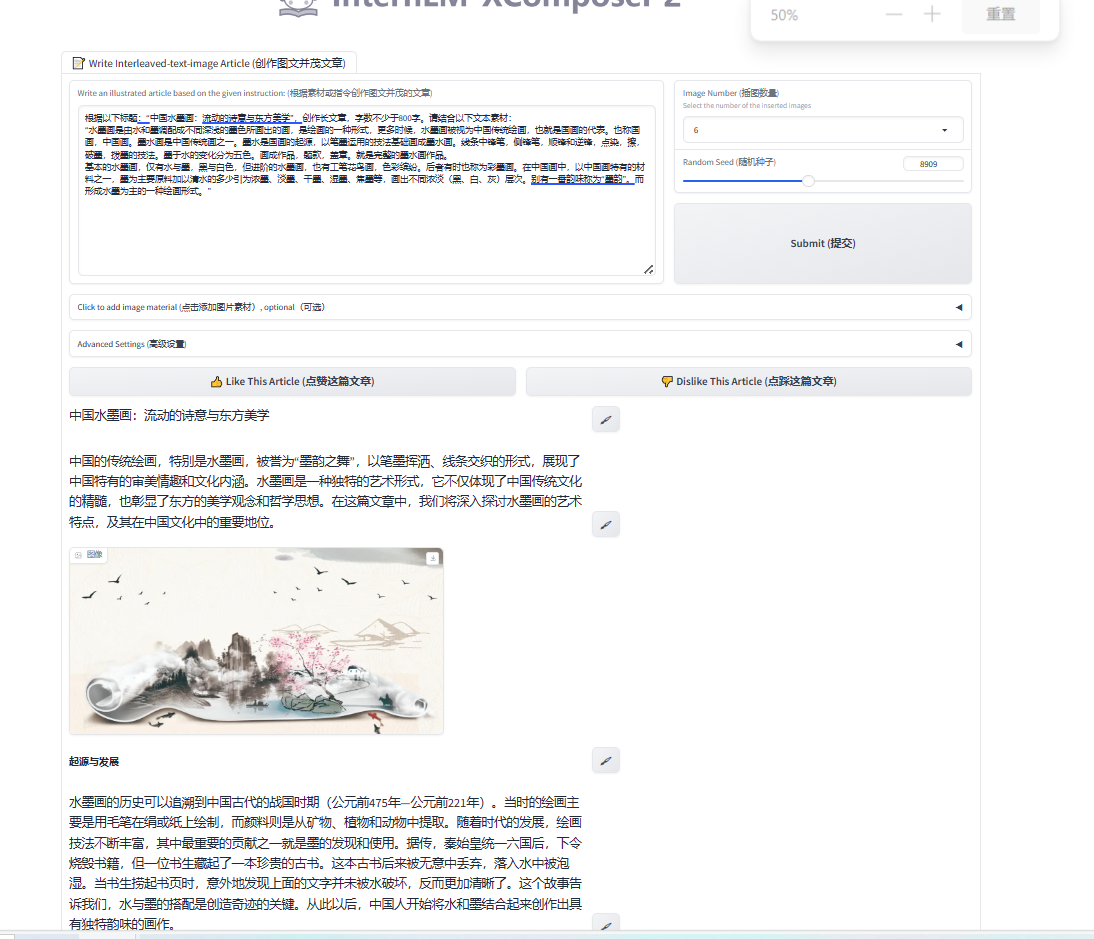 InternLM-XComposer 2
50%
重置
Write Interleaved-text-image Article (创作图文并茂文章)
Write an illustrated article based on the given instruction: (根据素材或指令创作图文并茂的文章)
根据以下标题：“中国水墨画：流动的诗意与东方美学”，创作长文章，字数不少于800字。请结合以下文本素材：
“水墨画是由水和墨调配成不同深浅的墨色所画出的画，是绘画的一种形式，更多时候，水墨画被视为中国传统绘画，也就是国画的代表。也称国
画，中国画。墨水画是中国传统画之一。墨水是国画的起源，以笔墨运用的技法基础画成墨水画。线条中锋笔，侧锋笔，顺锋和逆锋，点染，擦，
破墨，拨墨的技法。墨于水的变化分为五色。画成作品，题款，盖章。就是完整的墨水画作品。
基本的水墨画，仅有水与墨，黑与白色，但进阶的水墨画，也有工笔花鸟画，色彩缤纷。后者有时也称为彩墨画。在中国画中，以中国画特有的材
料之一，墨为主要原料加以清水的多少引为浓墨、淡墨、干墨、湿墨、焦墨等，画出不同浓淡（黑、白、灰）层次。别有一番韵味称为“墨韵”。而
形成水墨为主的一种绘画形式。”
Image Number (插图数量)
Select the number of the inserted images
6
Random Seed (随机种子)
8909
Submit (提交)
Click to add image material (点击添加图片素材）, optional（可选）
Advanced Settings (高级设置)
Like This Article (点赞这篇文章)
Dislike This Article (点踩这篇文章)
中国水墨画：流动的诗意与东方美学
中国的传统绘画，特别是水墨画，被誉为“墨韵之舞”，以笔墨挥洒、线条交织的形式，展现了
中国特有的审美情趣和文化内涵。水墨画是一种独特的艺术形式，它不仅体现了中国传统文化
的精髓，也彰显了东方的美学观念和哲学思想。在这篇文章中，我们将深入探讨水墨画的艺术
特点，及其在中国文化中的重要地位。
图像
起源与发展
水墨画的历史可以追溯到中国古代的战国时期（公元前475年—公元前221年）。当时的绘画主
要是用毛笔在绢或纸上绘制，而颜料则是从矿物、植物和动物中提取。随着时代的发展，绘画
技法不断丰富，其中最重要的贡献之一就是墨的发现和使用。据传，秦始皇统一六国后，下令
烧毁书籍，但一位书生藏起了一本珍贵的古书。这本古书后来被无意中丢弃，落入水中被泡
湿。当书生捞起书页时，意外地发现上面的文字并未被水破坏，反而更加清晰了。这个故事告
诉我们，水与墨的搭配是创造奇迹的关键。从此以后，中国人开始将水和墨结合起来创作出具
有独特韵味的画作。